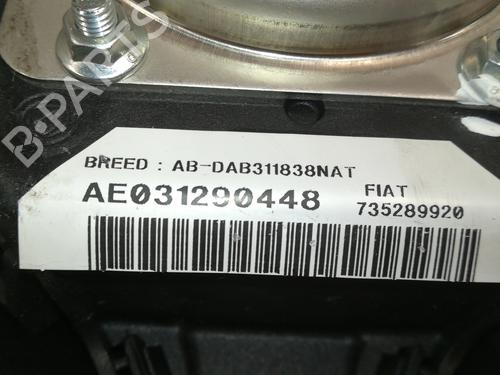 B-PARTS
BREED : AB-DAB311838NAT
AE031290448
FIAT
735289920